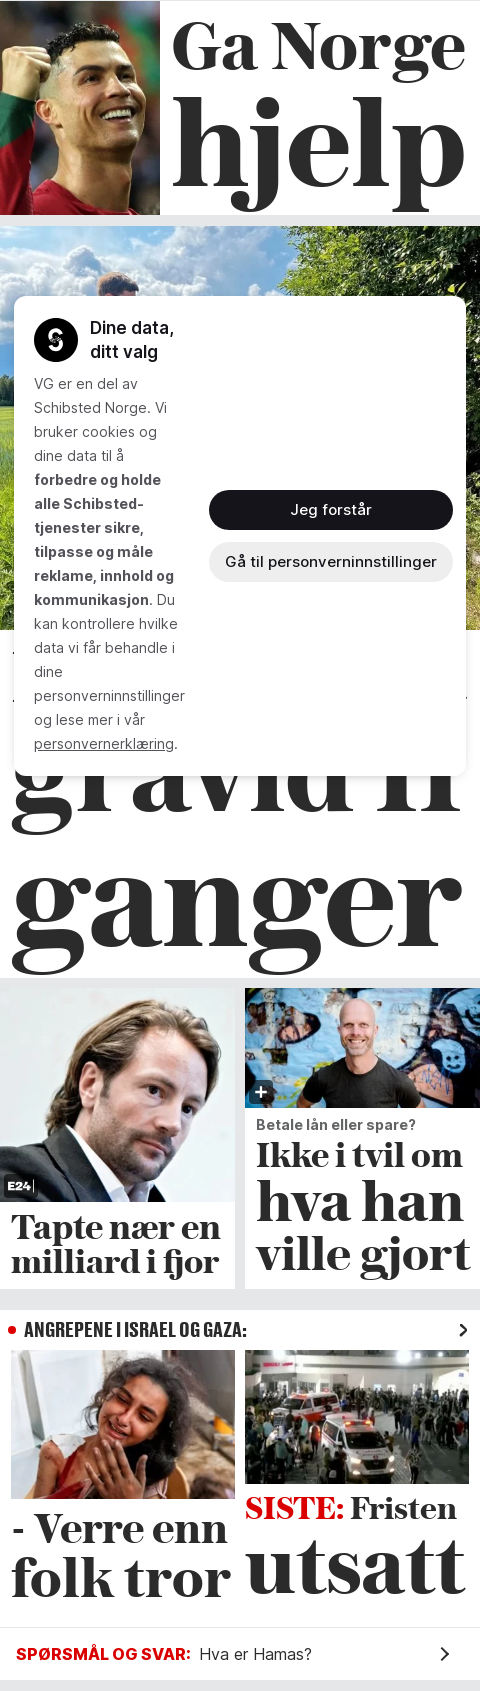 Ga Norge
hjelp
Dine data,
ditt valg
VG er en del av
Schibsted Norge. Vi
bruker cookies og
dine data til å
forbedre og holde
alle Schibsted-
tjenester sikre,
tilpasse og måle
reklame, innhold og
kommunikasjon. Du
kan kontrollere hvilke
data vi får behandle i
dine
personverninnstillinger
og lese mer i vår
personvernerklæring.
Jeg forstår
Gå til personverninnstillinger
ganger
E24
Tapte nær en
milliard i fjor
Betale lån eller spare?
Ikke i tvil om
hva han
ville gjort
ANGREPENE I ISRAEL OG GAZA:
- Verre enn
folk tror
SISTE: Fristen
utsatt
SPØRSMÅL OG SVAR: Hva er Hamas?